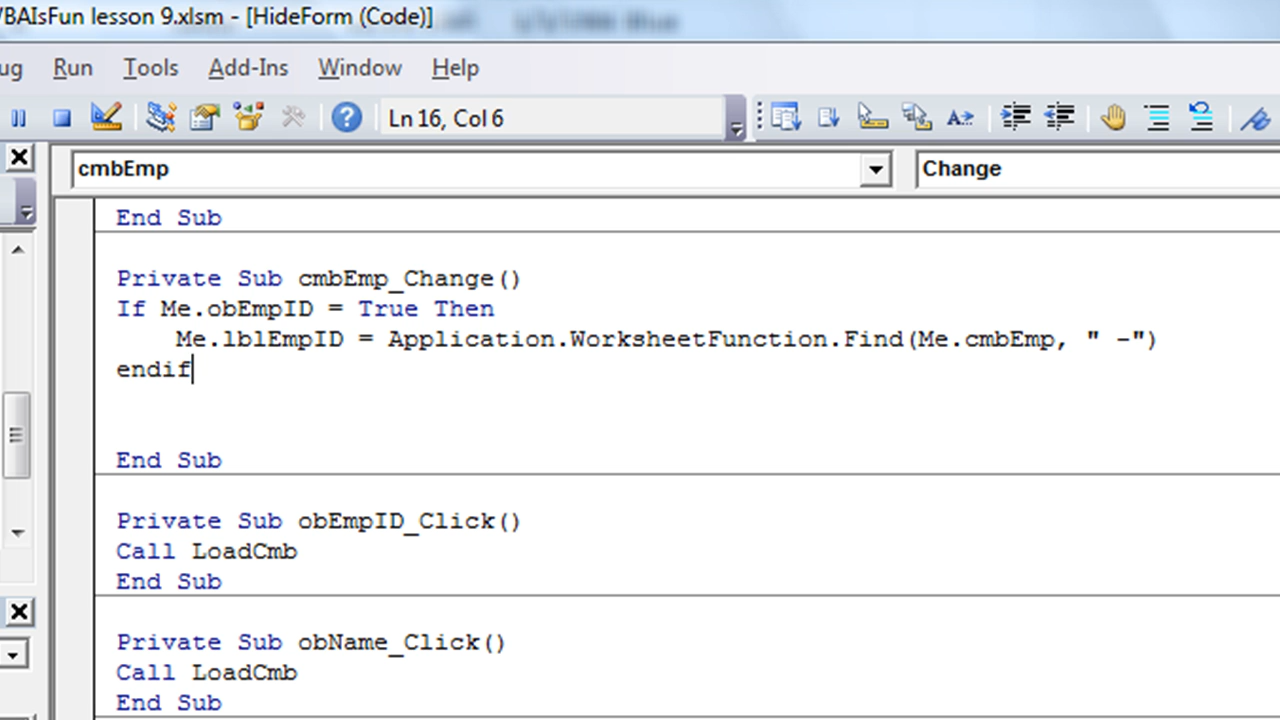 VBAIsFun lesson 9.xlsm - [HideForm (Code)]
ug Run Tools Add-Ins Window Help
Ln 16, Col 6
cmbEmp Change
End Sub
Private Sub cmbEmp_Change()
If Me.obEmpID = True Then
Me.lblEmpID = Application.WorksheetFunction.Find(Me.cmbEmp, " -")
endif
End Sub
Private Sub obEmpID_Click()
Call LoadCmb
End Sub
Private Sub obName_Click()
Call LoadCmb
End Sub